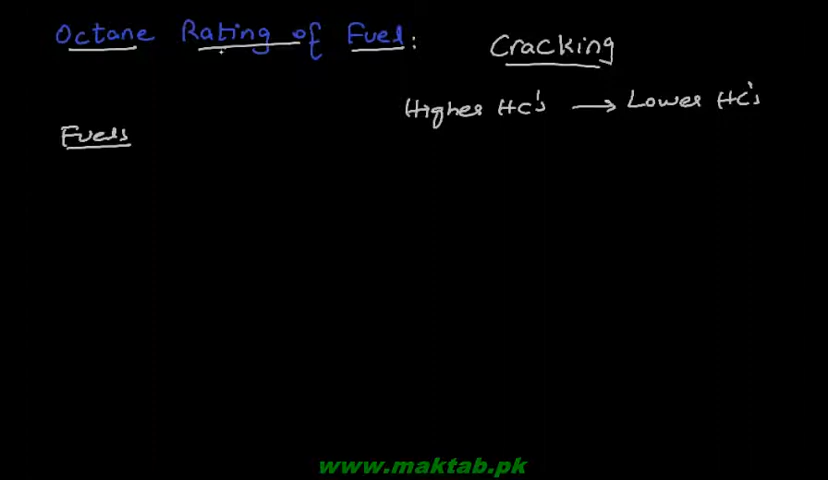 Octane Rating of Fuel:
Cracking
Higher HC's → Lower HC's
Fuels
www.maktab.pk